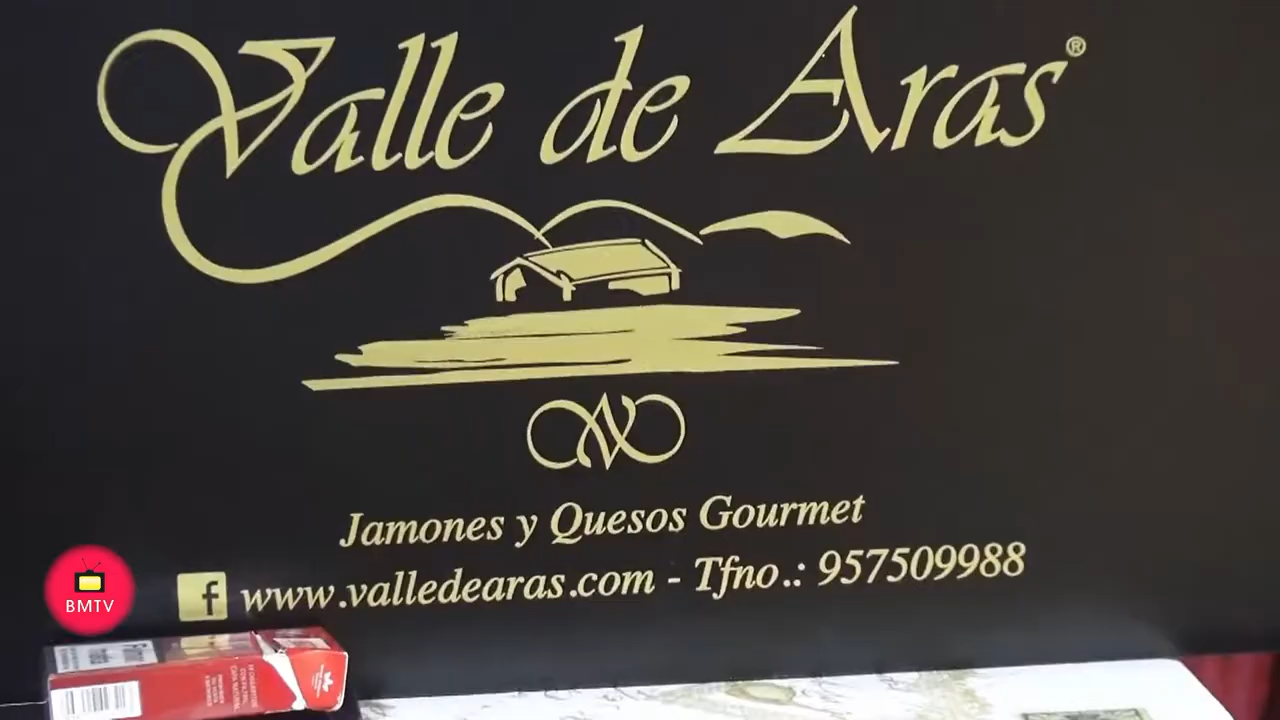 Valle de Aras®
Jamones y Quesos Gourmet
f www.valledearas.com - Tfno.: 957509988
BMTV